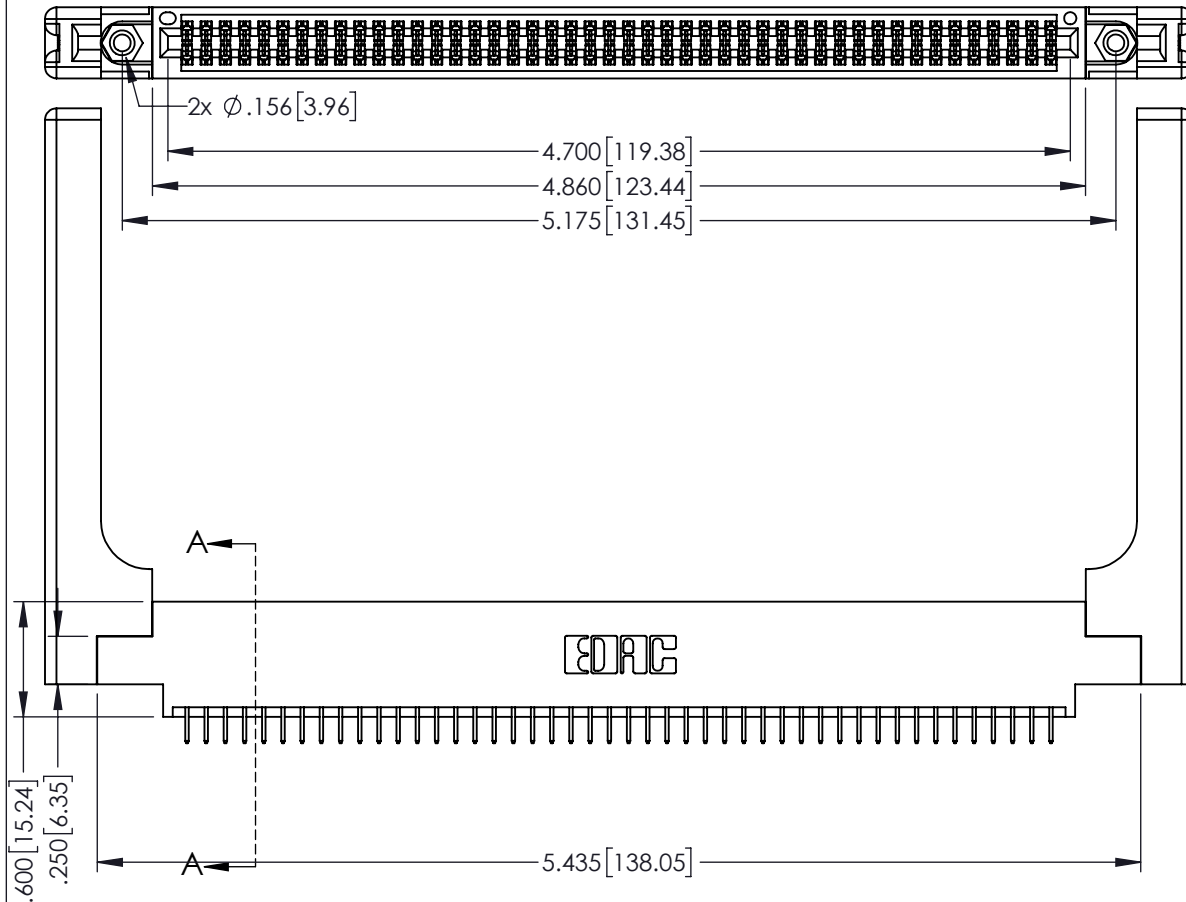 2x Ø.156[3.96]
4.700[119.38]
4.860[123.44]
5.175[131.45]
A
EDAC
.600[15.24]
.250[6.35]
A
5.435[138.05]